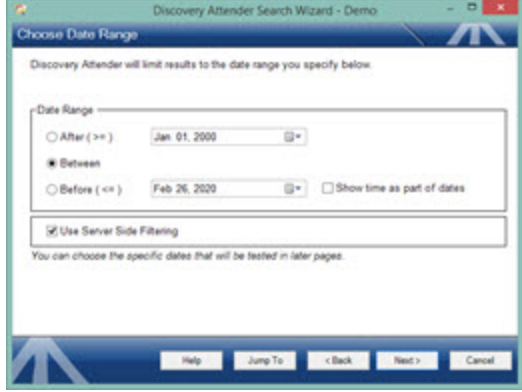 Discovery Attender Search Wizard - Demo
Choose Date Range
Discovery Attender will limit results to the date range you specify below.
Date Range
After ( >= ) Jan 01, 2000
Between
Before ( <= ) Feb 26, 2020 Show time as part of dates
Use Server Side Filtering
You can choose the specific dates that will be tested in later pages.
Help Jump To < Back Next > Cancel